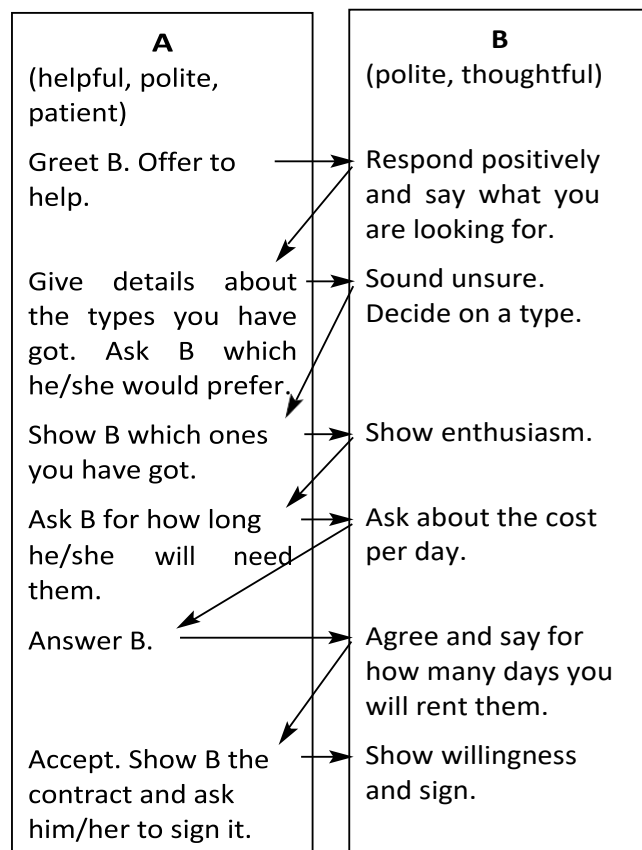 A
(helpful, polite,
patient)
Greet B. Offer to
help.
Give details about
the types you have
got. Ask B which
he/she would prefer.
Show B which ones
you have got.
Ask B for how long
he/she will need
them.
Answer B.
Accept. Show B the
contract and ask
him/her to sign it.
B
(polite, thoughtful)
Respond positively
and say what you
are looking for.
Sound unsure.
Decide on a type.
Show enthusiasm.
Ask about the cost
per day.
Agree and say for
how many days you
will rent them.
Show willingness
and sign.